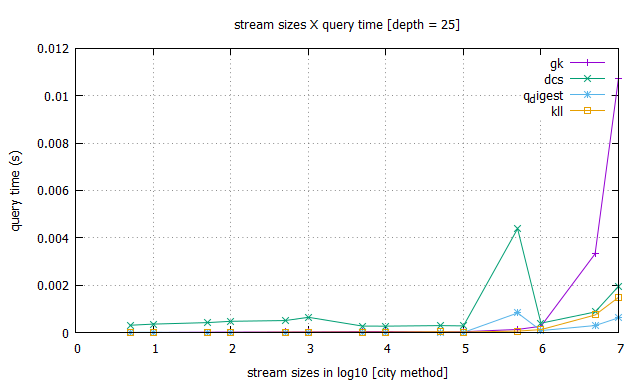 stream sizes X query time [depth = 25]
0.012
0.01
0.008
0.006
0.004
0.002
0
query time (s)
gk
dcs
q_digest
kll
0 1 2 3 4 5 6 7
stream sizes in log10 [city method]